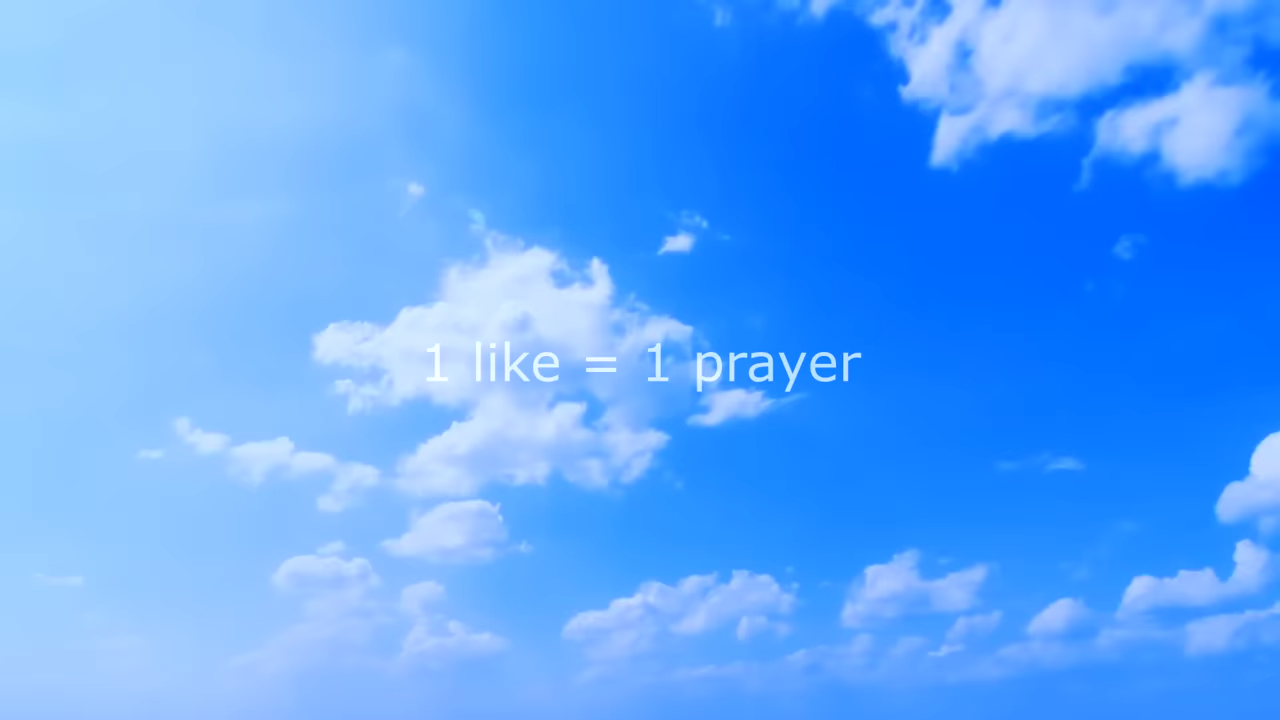 1 like = 1 prayer